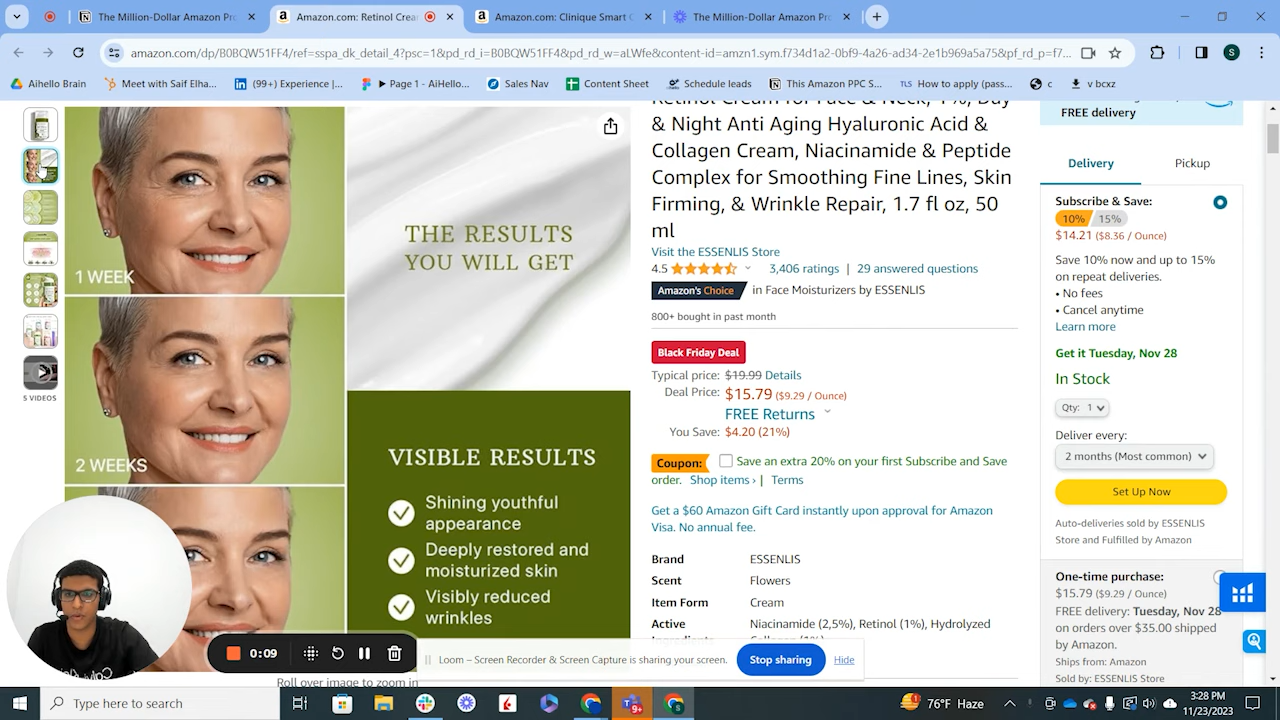 The Million-Dollar Amazon Pr
Amazon.com: Retinol Crea
Amazon.com: Clinique Smart C
The Million-Dollar Amazon Pr
amazon.com/dp/B0BQW51FF4/ref=sspa_dk_detail_4?psc=1&pd_rd_i=B0BQW51FF4&pd_rd_w=aLWfe&content-id=amzn1.sym.f734d1a2-0bf9-4a26-ad34-2e1b969a5a75&pf_rd_p=f7...
S
Aihello Brain
Meet with Saif Elha...
(99+) Experience |...
► Page 1 - AiHello...
Sales Nav
Content Sheet
Schedule leads
This Amazon PPC S...
TLS How to apply (pass...
c
v bcxz
1 WEEK
2 WEEKS
THE RESULTS
YOU WILL GET
VISIBLE RESULTS
Shining youthful
appearance
Deeply restored and
moisturized skin
Visibly reduced
wrinkles
5 VIDEOS
Roll over image to zoom in
Retinol Cream for Face & Neck, 1%, Day
& Night Anti Aging Hyaluronic Acid &
Collagen Cream, Niacinamide & Peptide
Complex for Smoothing Fine Lines, Skin
Firming, & Wrinkle Repair, 1.7 fl oz, 50
ml
Visit the ESSENLIS Store
4.5 3,406 ratings | 29 answered questions
Amazon's Choice in Face Moisturizers by ESSENLIS
800+ bought in past month
Black Friday Deal
Typical price: $19.99 Details
Deal Price: $15.79 ($9.29 / Ounce)
FREE Returns
You Save: $4.20 (21%)
Coupon: Save an extra 20% on your first Subscribe and Save
order. Shop items › | Terms
Get a $60 Amazon Gift Card instantly upon approval for Amazon
Visa. No annual fee.
Brand ESSENLIS
Scent Flowers
Item Form Cream
Active Niacinamide (2,5%), Retinol (1%), Hydrolyzed
FREE delivery
Delivery Pickup
Subscribe & Save:
10% 15%
$14.21 ($8.36 / Ounce)
Save 10% now and up to 15%
on repeat deliveries.
• No fees
• Cancel anytime
Learn more
Get it Tuesday, Nov 28
In Stock
Qty: 1
Deliver every:
2 months (Most common)
Set Up Now
Auto-deliveries sold by ESSENLIS
Store and Fulfilled by Amazon
One-time purchase:
$15.79 ($9.29 / Ounce)
FREE delivery: Tuesday, Nov 28
on orders over $35.00 shipped
by Amazon.
Ships from: Amazon
Sold by: ESSENLIS Store
0:09
Loom – Screen Recorder & Screen Capture is sharing your screen.
Stop sharing
Hide
Type here to search
9+
76°F Haze
3:28 PM
11/23/2023